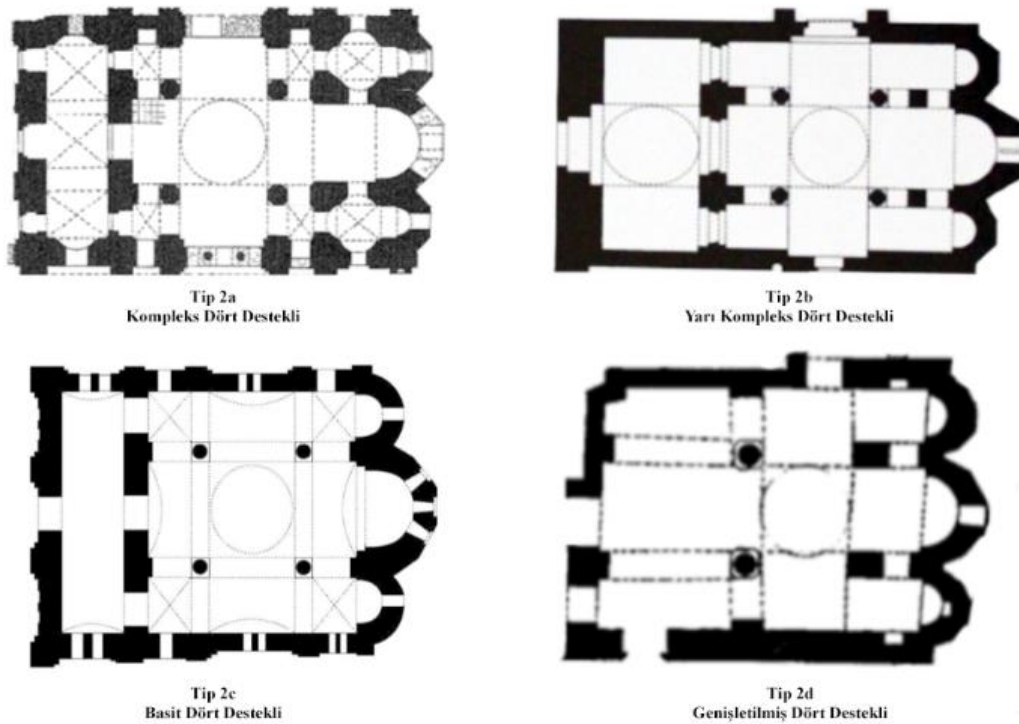 Tip 2a
Kompleks Dört Destekli
Tip 2b
Yarı Kompleks Dört Destekli
Tip 2c
Basit Dört Destekli
Tip 2d
Genişletilmiş Dört Destekli